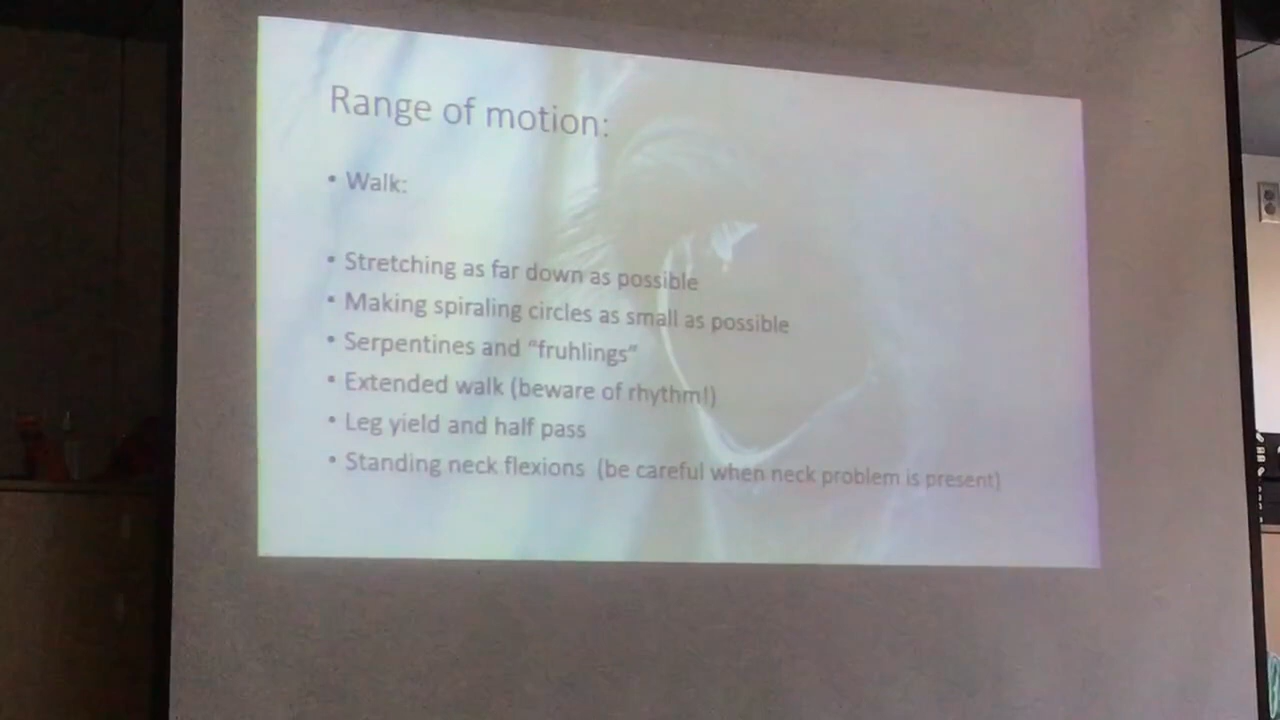 Range of motion:
• Walk:
• Stretching as far down as possible
• Making spiraling circles as small as possible
• Serpentines and “fruhlings”
• Extended walk (beware of rhythm!)
• Leg yield and half pass
• Standing neck flexions (be careful when neck problem is present)